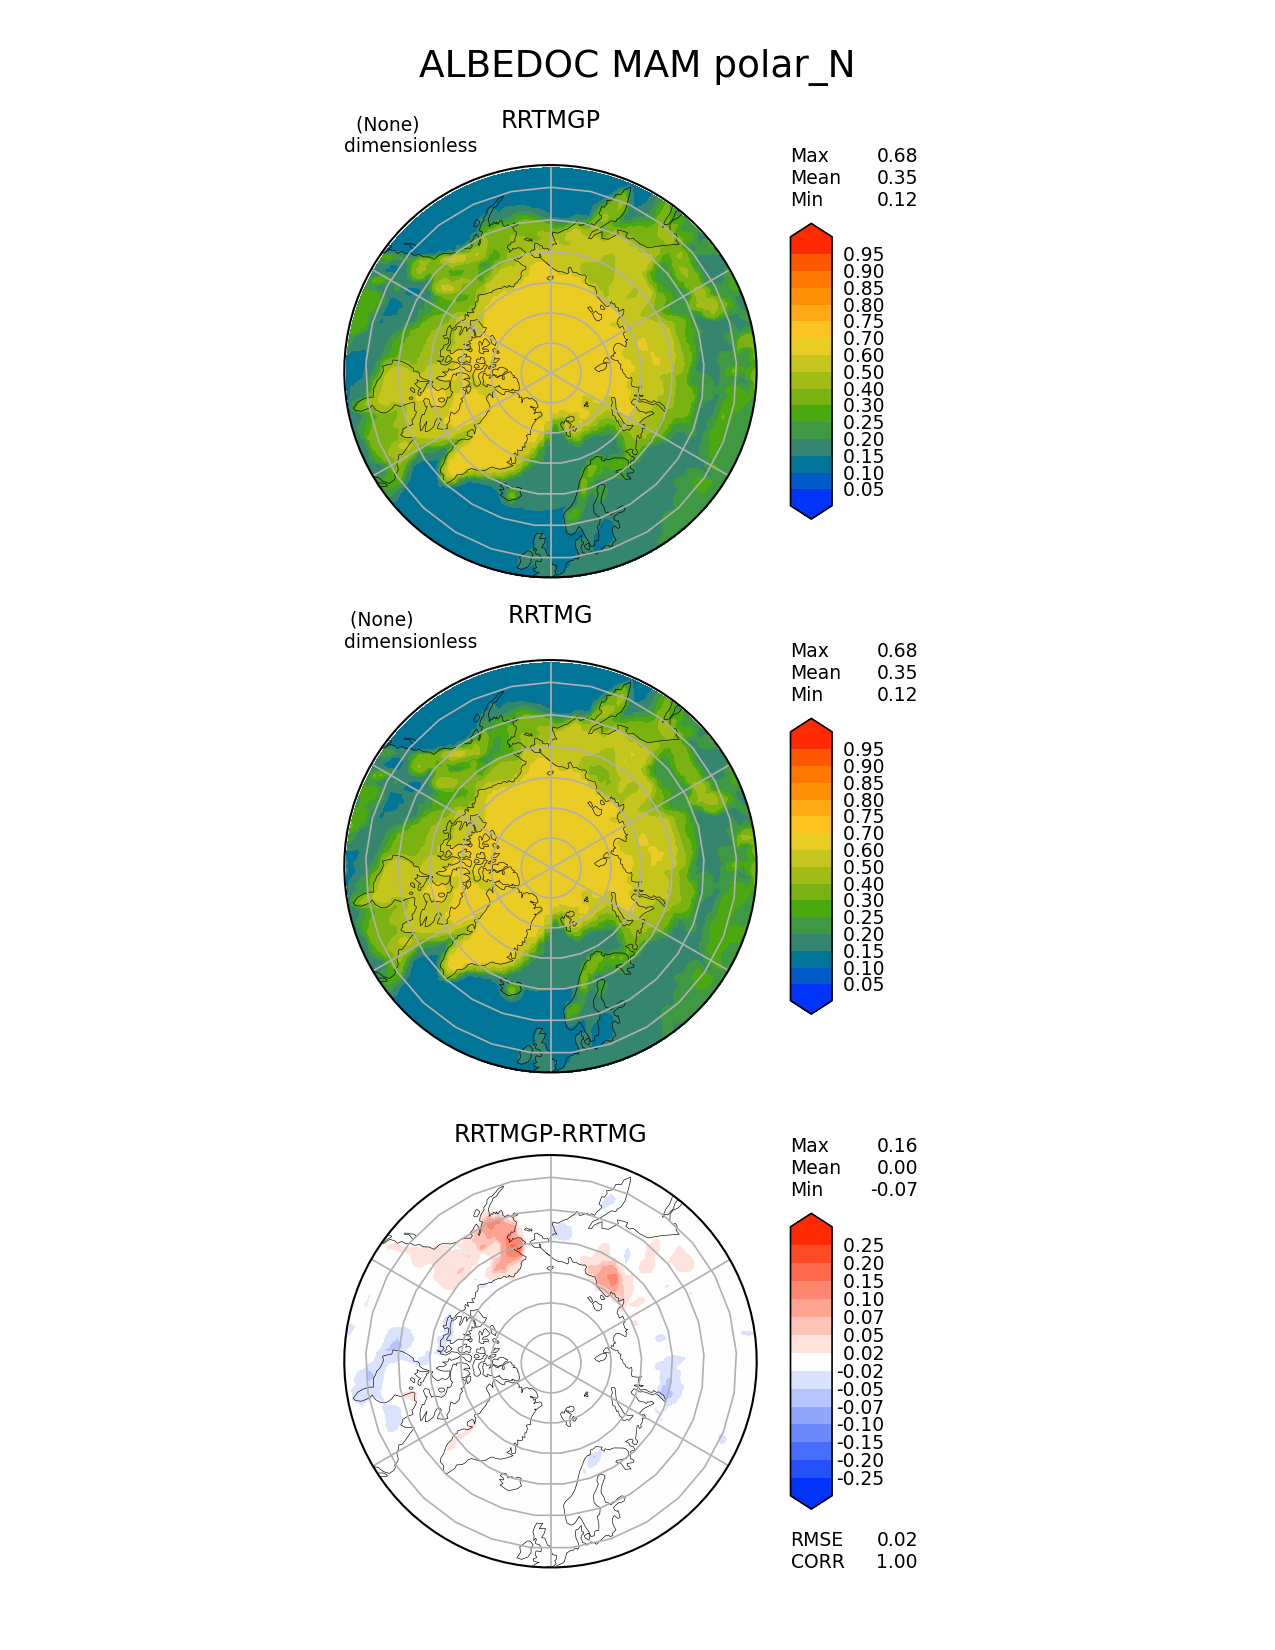 ALBEDOC MAM polar_N
RRTMGP
(None)
dimensionless
Max 0.68
Mean 0.35
Min 0.12
0.95
0.90
0.85
0.80
0.75
0.70
0.60
0.50
0.40
0.30
0.25
0.20
0.15
0.10
0.05
RRTMG
(None)
dimensionless
Max 0.68
Mean 0.35
Min 0.12
0.95
0.90
0.85
0.80
0.75
0.70
0.60
0.50
0.40
0.30
0.25
0.20
0.15
0.10
0.05
RRTMGP-RRTMG
Max 0.16
Mean 0.00
Min -0.07
0.25
0.20
0.15
0.10
0.07
0.05
0.02
-0.02
-0.05
-0.07
-0.10
-0.15
-0.20
-0.25
RMSE 0.02
CORR 1.00